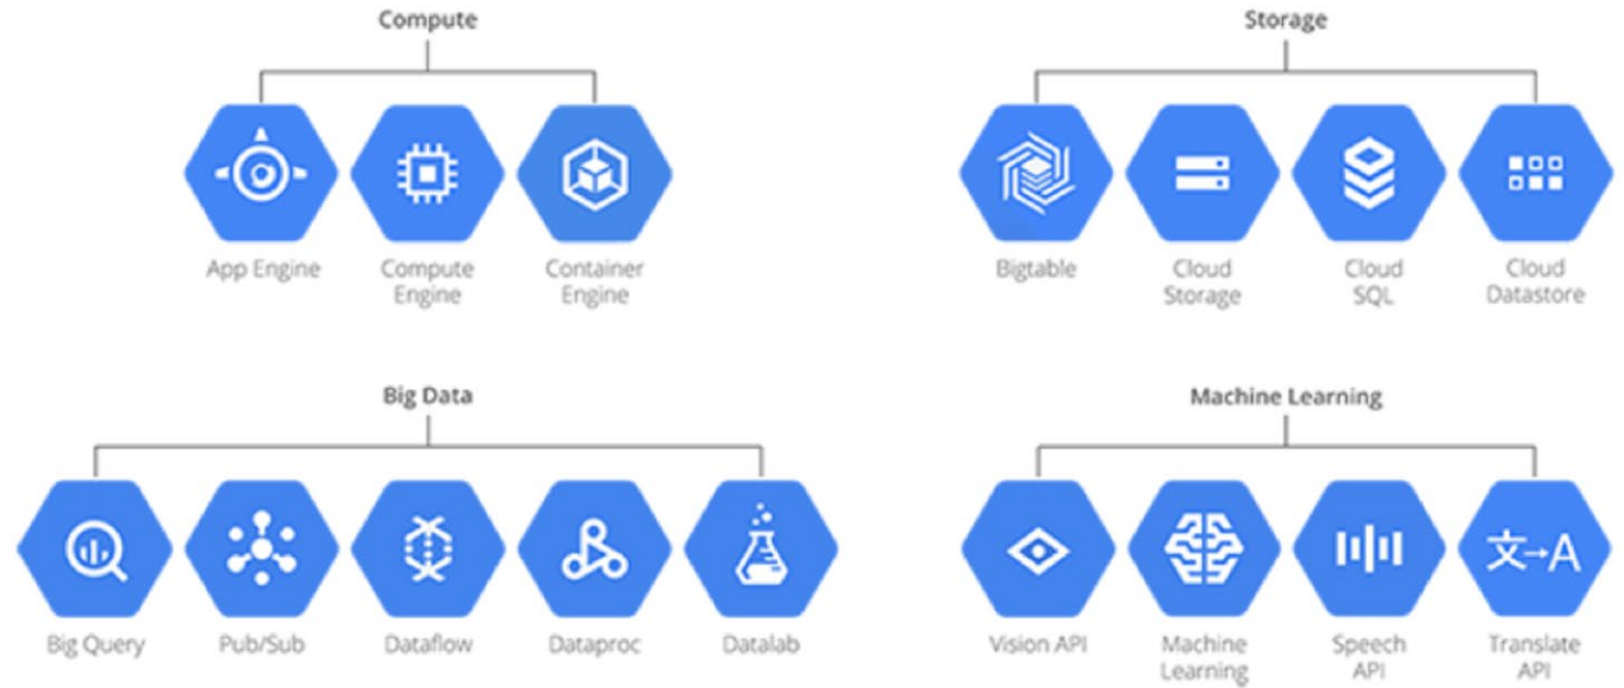 Compute
App Engine
Compute
Engine
Container
Engine
Storage
Bigtable
Cloud
Storage
Cloud
SQL
Cloud
Datastore
Big Data
Big Query
Pub/Sub
Dataflow
Dataproc
Datalab
Machine Learning
Vision API
Machine
Learning
Speech
API
文→A
Translate
API